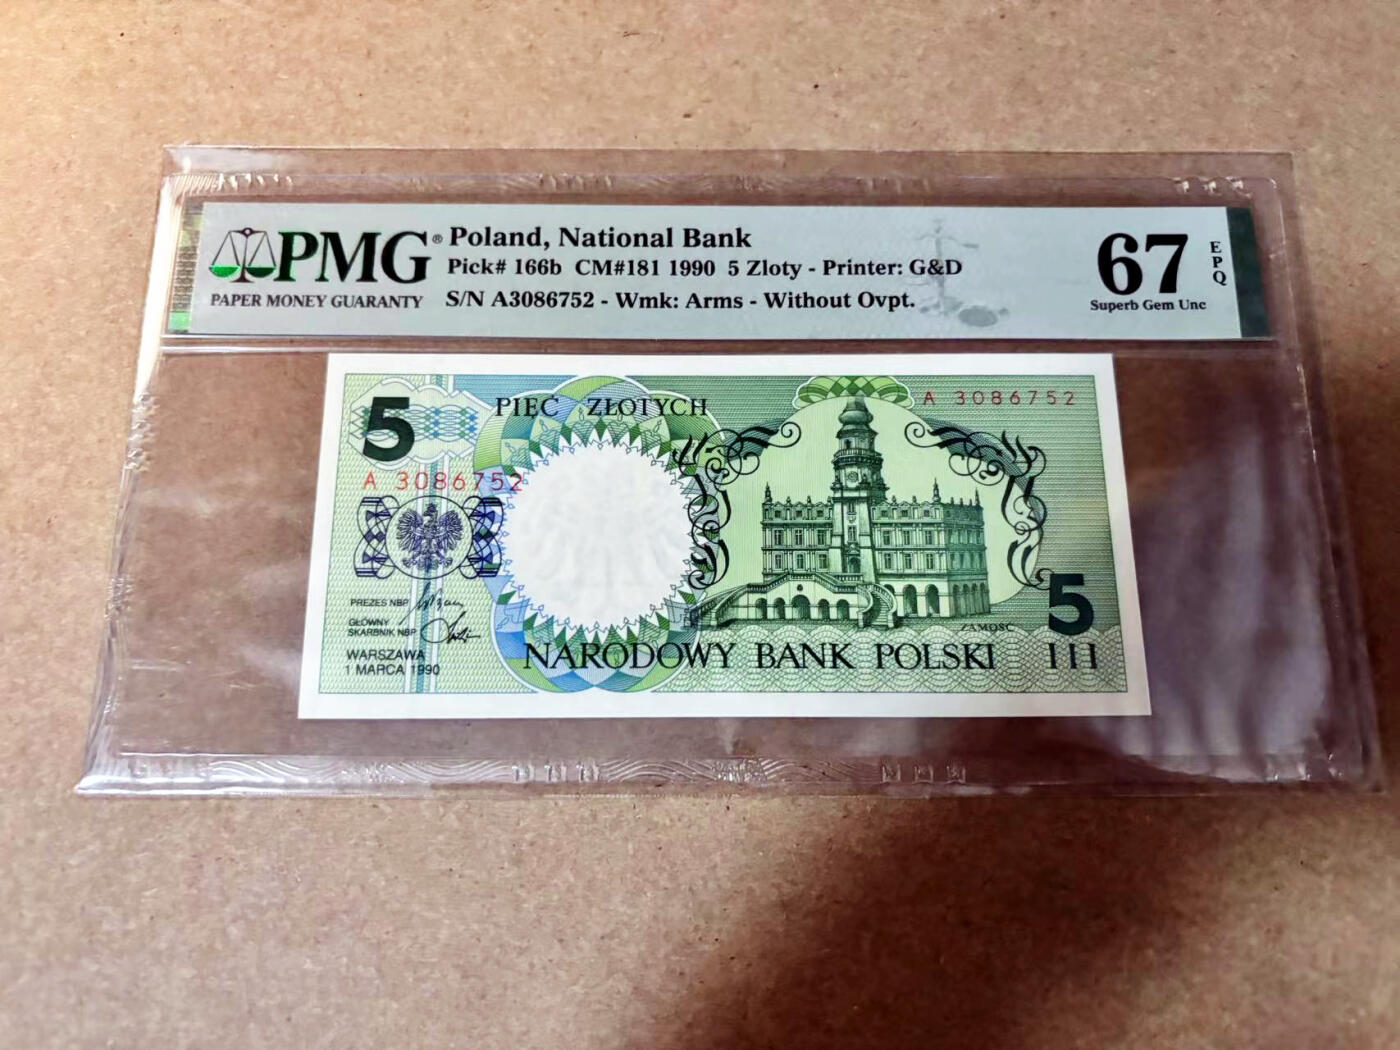 PMG®
PAPER MONEY GUARANTY
Poland, National Bank
Pick# 166b CM#181 1990 5 Zloty - Printer: G&D
S/N A3086752 - Wmk: Arms - Without Ovpt.
67
EPQ
Superb Gem Unc
5
PIĘĆ ZŁOTYCH
A 3086752
A 3086752
PREZES NBP
GŁÓWNY
SKARBNIK NBP
WARSZAWA
1 MARCA 1990
ZAMOŚĆ
5
NARODOWY BANK POLSKI